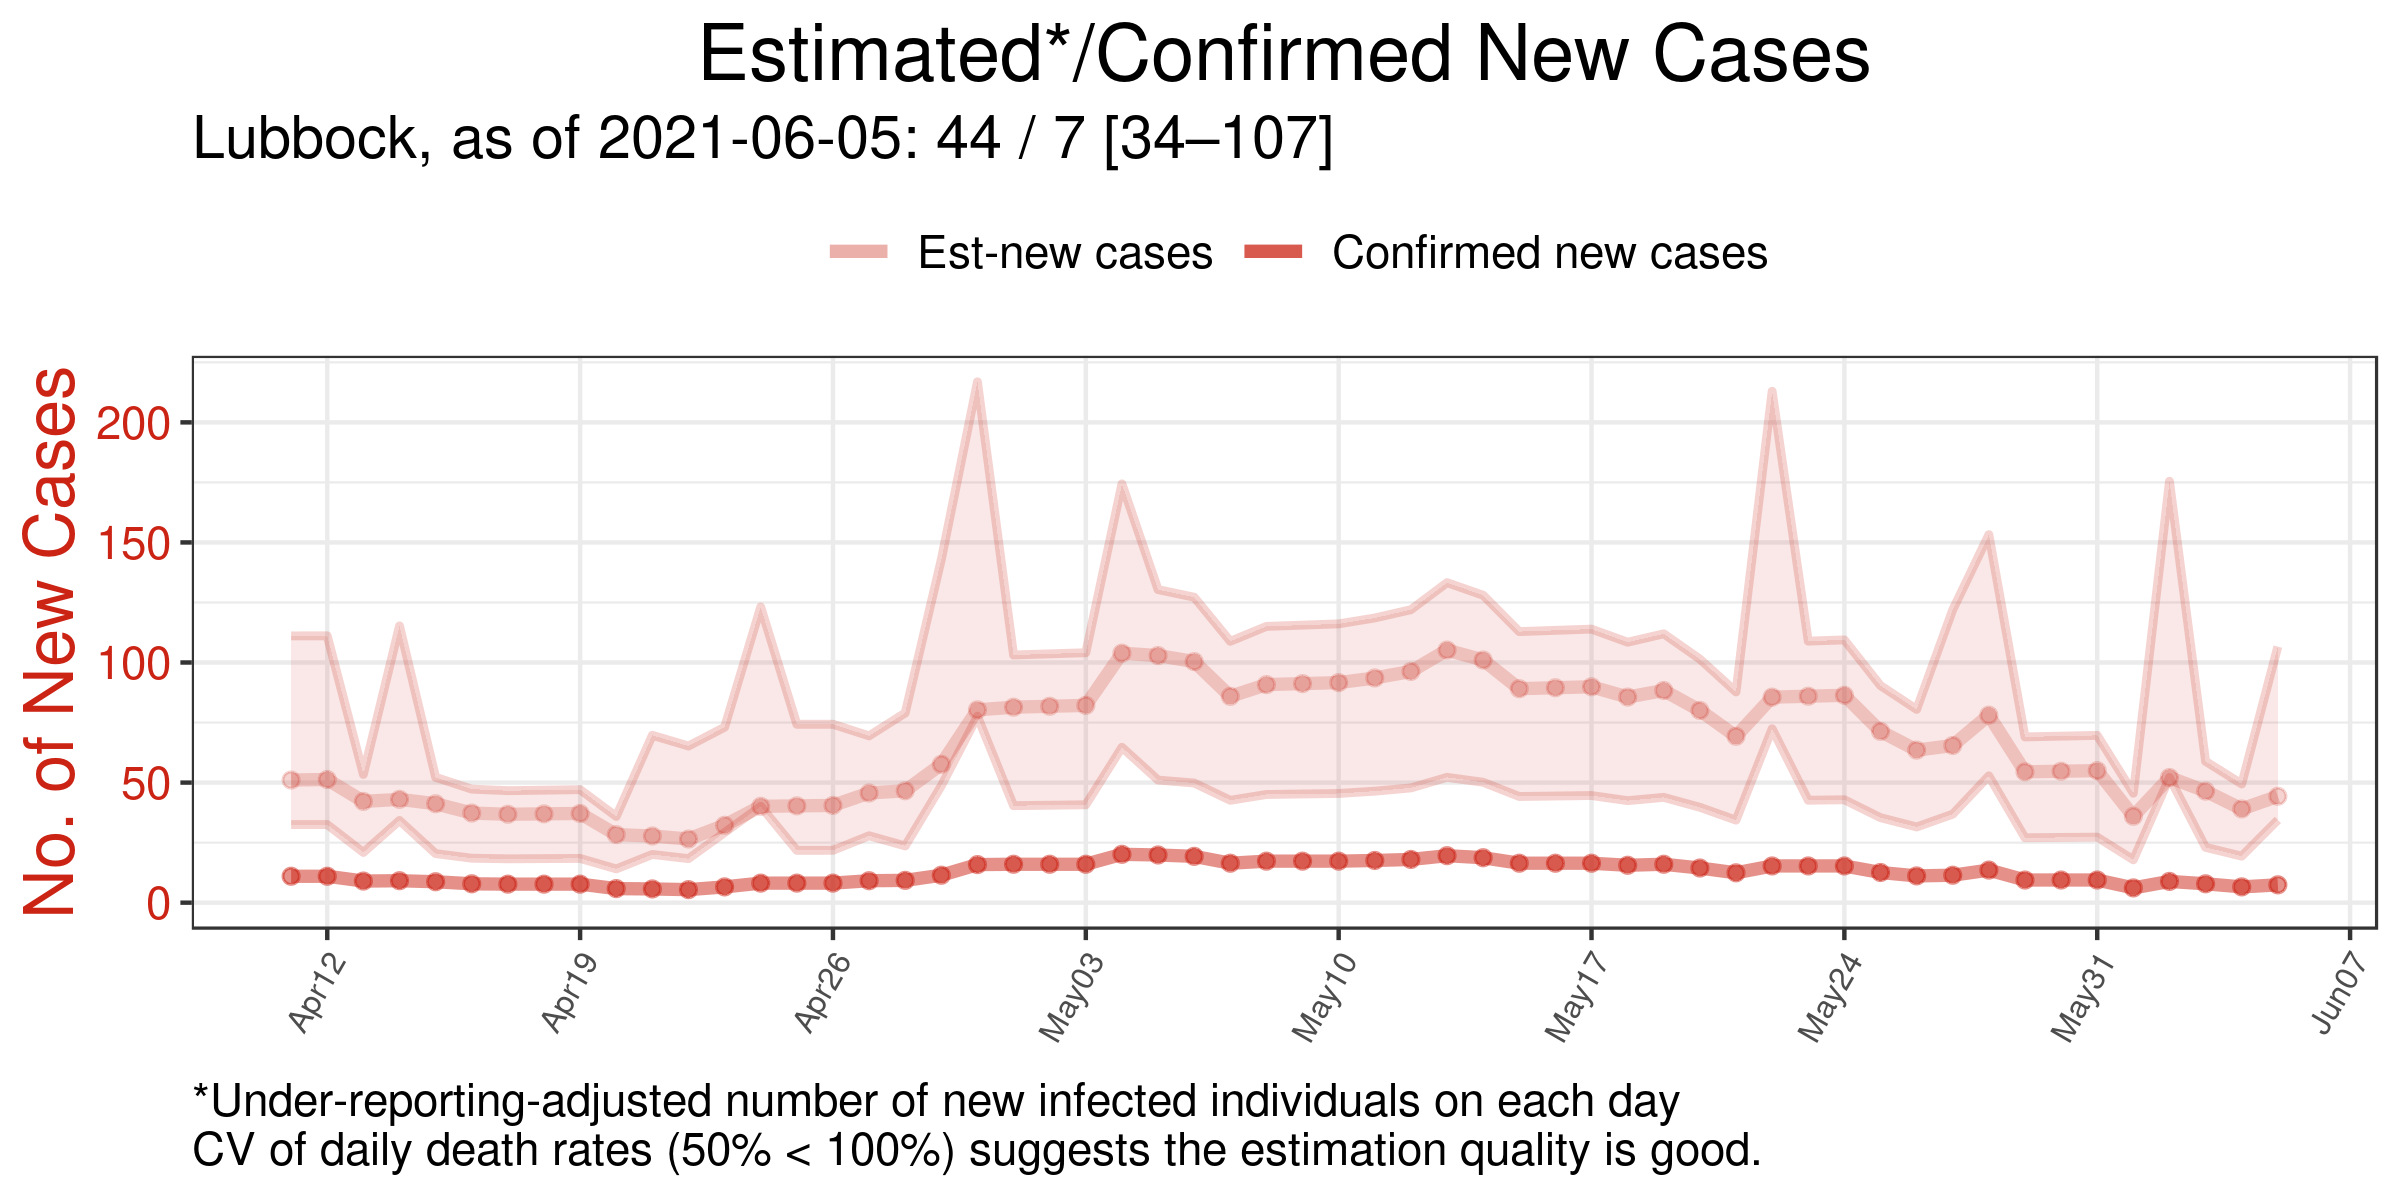 Estimated*/Confirmed New Cases
Lubbock, as of 2021-06-05: 44 / 7 [34–107]
Est-new cases
Confirmed new cases
No. of New Cases
200
150
100
50
0
Apr12
Apr19
Apr26
May03
May10
May17
May24
May31
Jun07
*Under-reporting-adjusted number of new infected individuals on each day
CV of daily death rates (50% < 100%) suggests the estimation quality is good.